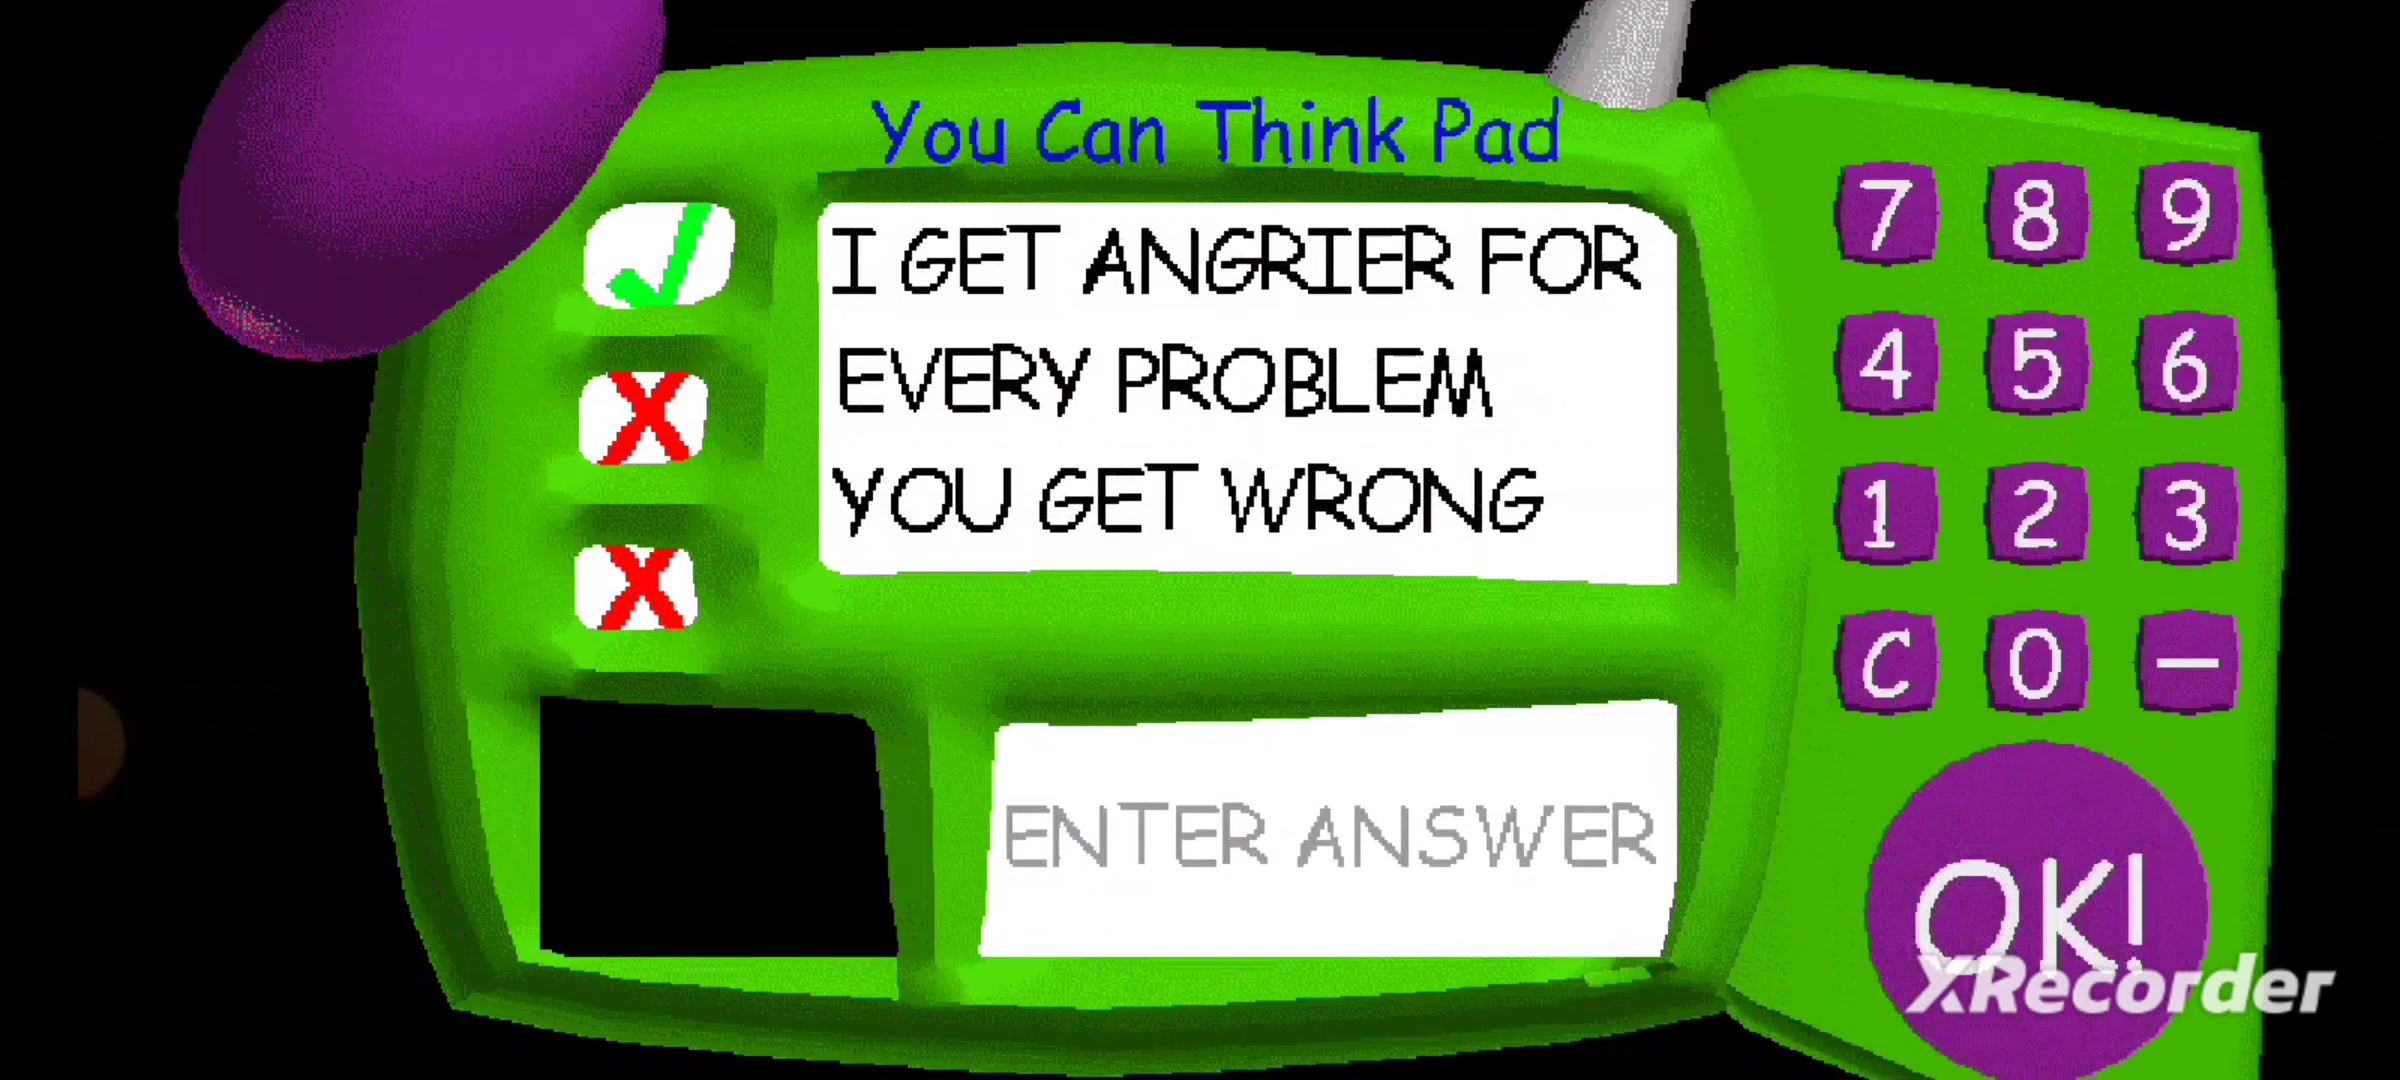 You Can Think Pad
I GET ANGRIER FOR
EVERY PROBLEM
YOU GET WRONG
ENTER ANSWER
7 8 9
4 5 6
1 2 3
C 0 —
OK!
XRecorder